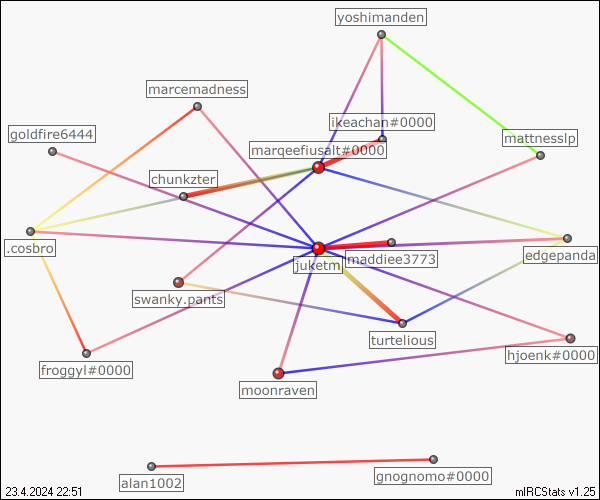 yoshimanden
marcemadness
ikeachan#0000
goldfire6444
mattnesslp
marqeefiusalt#0000
chunkzter
.cosbro
edgepanda
maddiee3773
juketm
swanky.pants
turtelious
hjoenk#0000
froggyl#0000
moonraven
gnognomo#0000
alan1002
23.4.2024 22:51
mIRCStats v1.25